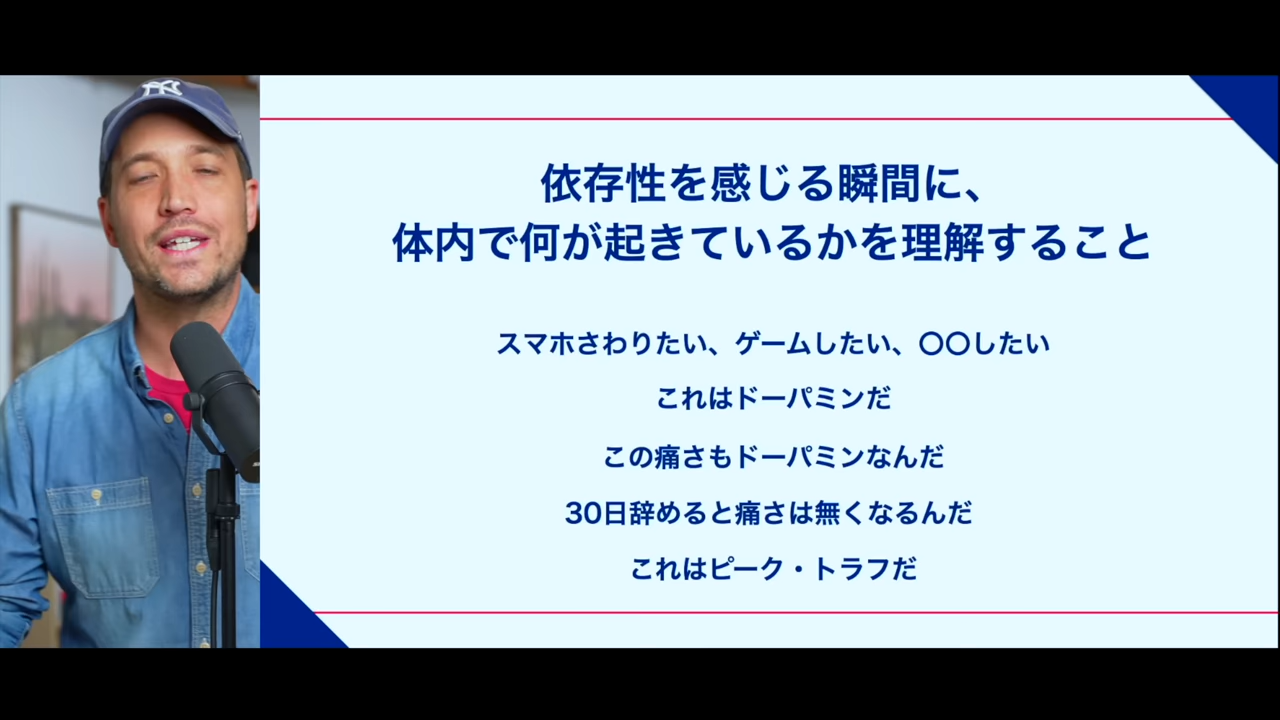 依存性を感じる瞬間に、
体内で何が起きているかを理解すること
スマホさわりたい、ゲームしたい、〇〇したい
これはドーパミンだ
この痛さもドーパミンなんだ
30日辞めると痛さは無くなるんだ
これはピーク・トラフだ